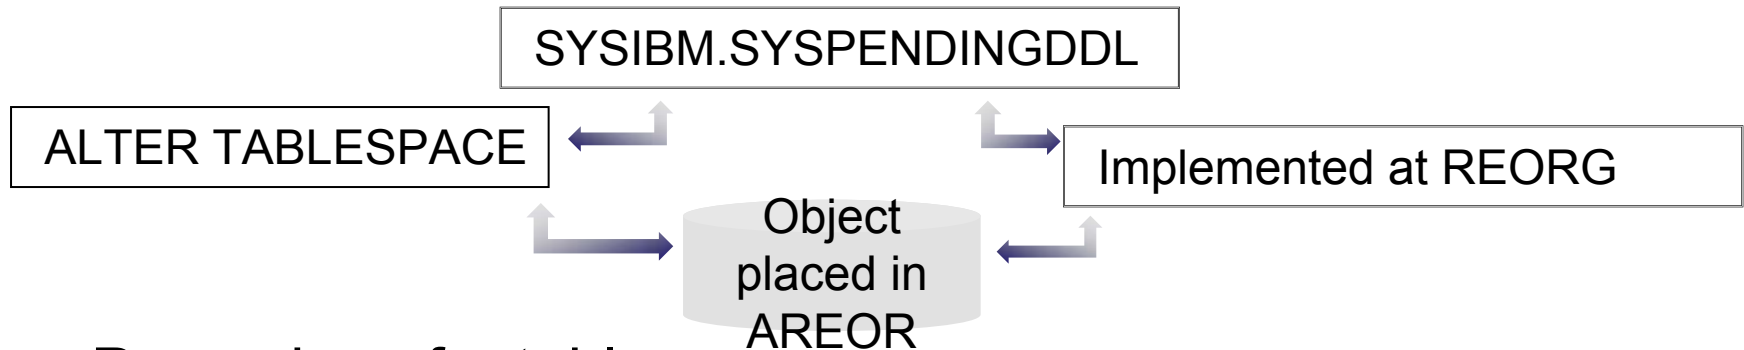 SYSIBM.SYSPENDINGDDL
ALTER TABLESPACE
Implemented at REORG
Object
placed in
AREOR